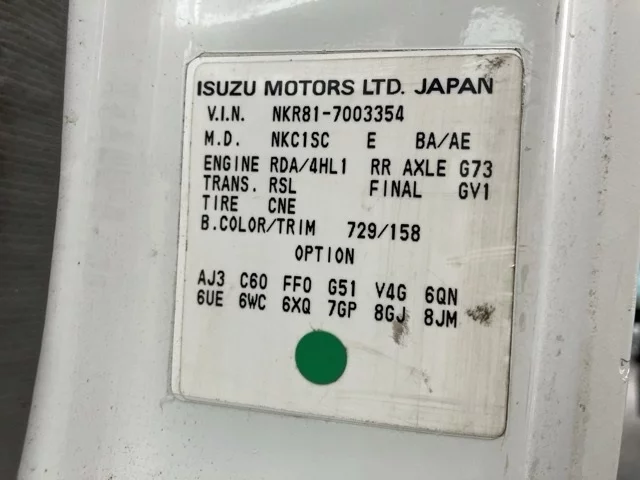 ISUZU MOTORS LTD. JAPAN
V.I.N. NKR81-7003354
M.D. NKC1SC E BA/AE
ENGINE RDA/4HL1 RR AXLE G73
TRANS. RSL FINAL GV1
TIRE CNE
B.COLOR/TRIM 729/158
OPTION
AJ3 C60 FF0 G51 V4G 6QN
6UE 6WC 6XQ 7GP 8GJ 8JM